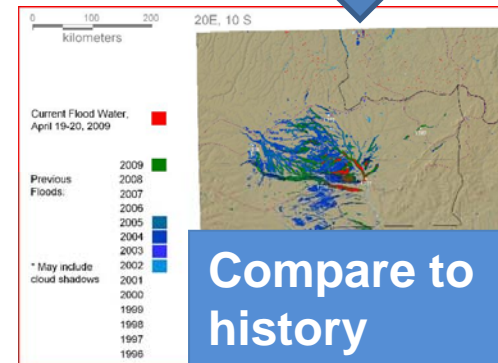 0 100 200
kilometers
20E, 10 S
Current Flood Water,
April 19-20, 2009
2009
Previous
Floods:
2008
2007
2006
2005
2004
2003
* May include
cloud shadows
2002
2001
2000
1999
1998
1997
1996
Compare to
history